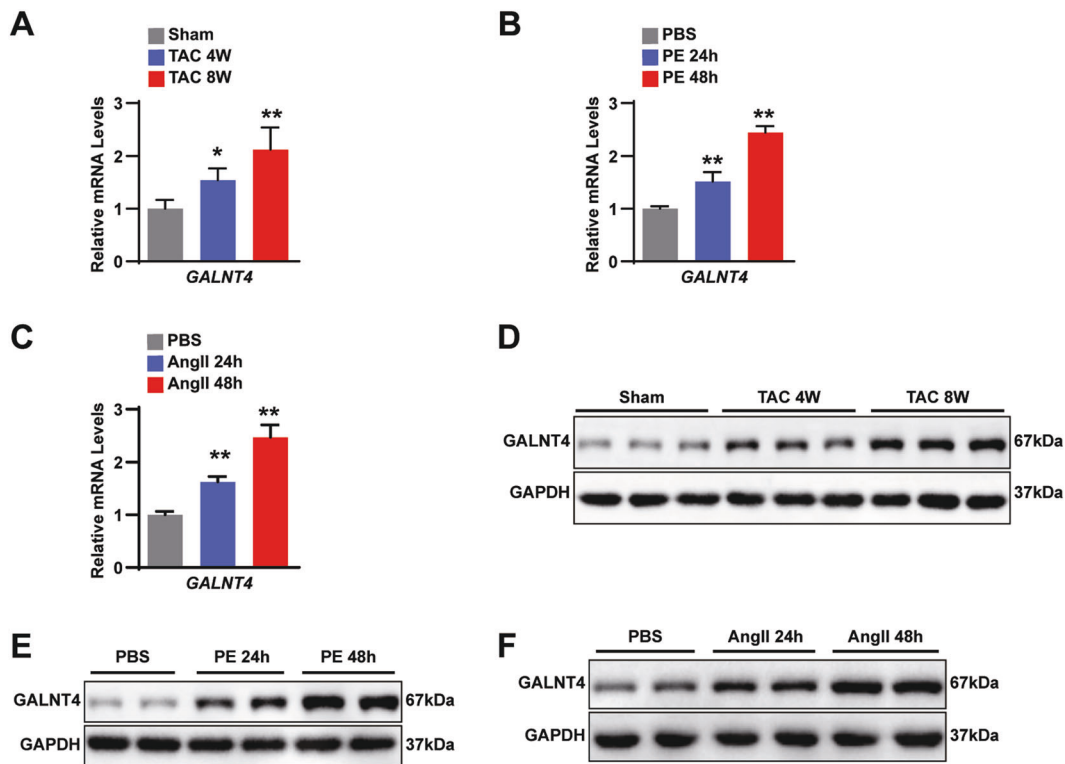 A
Sham
TAC 4W
TAC 8W
Relative mRNA Levels
3
2
1
0
*
**
GALNT4
B
PBS
PE 24h
PE 48h
Relative mRNA Levels
3
2
1
0
**
**
GALNT4
C
PBS
AngII 24h
AngII 48h
Relative mRNA Levels
3
2
1
0
**
**
GALNT4
D
Sham TAC 4W TAC 8W
GALNT4 67kDa
GAPDH 37kDa
E
PBS PE 24h PE 48h
GALNT4 67kDa
GAPDH 37kDa
F
PBS AngII 24h AngII 48h
GALNT4 67kDa
GAPDH 37kDa